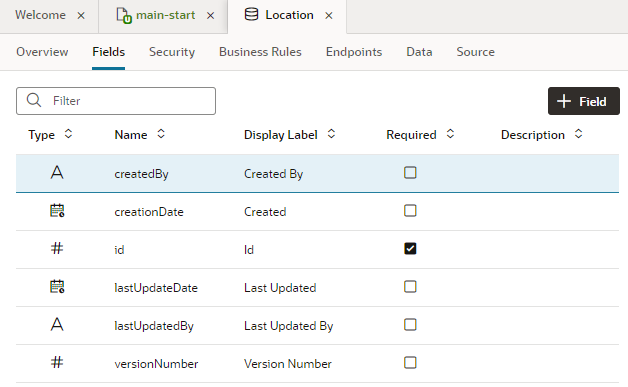 Welcome × main-start × Location ×
Overview Fields Security Business Rules Endpoints Data Source
Filter + Field
Type Name Display Label Required Description
A createdBy Created By
creationDate Created
# id Id
lastUpdateDate Last Updated
A lastUpdatedBy Last Updated By
# versionNumber Version Number